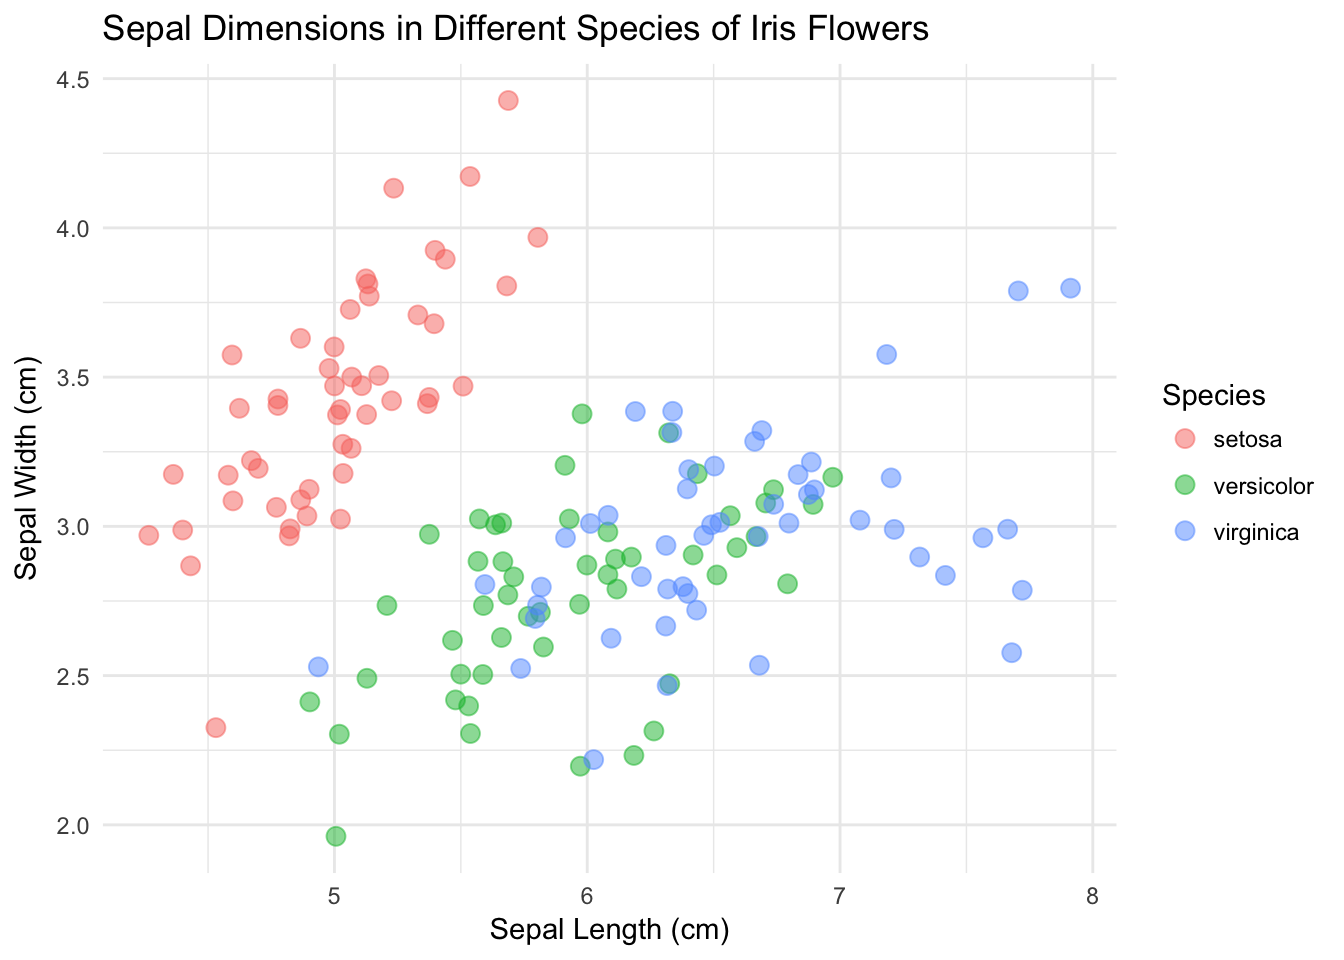 Sepal Dimensions in Different Species of Iris Flowers
4.5
4.0
3.5
3.0
2.5
2.0
Sepal Width (cm)
5 6 7 8
Sepal Length (cm)
Species
setosa
versicolor
virginica